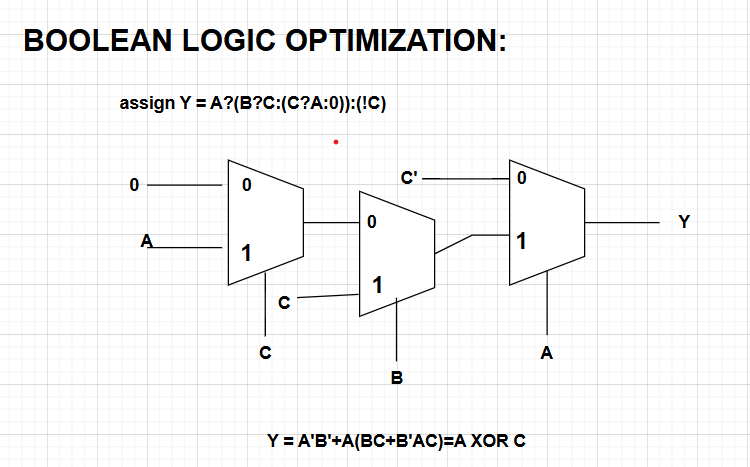 BOOLEAN LOGIC OPTIMIZATION:
assign Y = A?(B?C:(C?A:0)):(!C)
C'
0
0
0
0
Y
A
1
1
1
C
C
A
B
Y = A'B'+A(BC+B'AC)=A XOR C